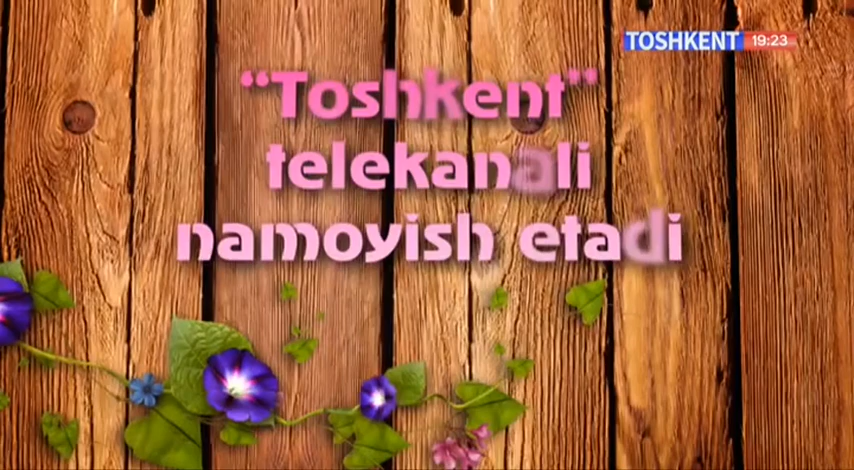 TOSHKENT 19:23
“Toshkent”
telekanali
namoyish etadi